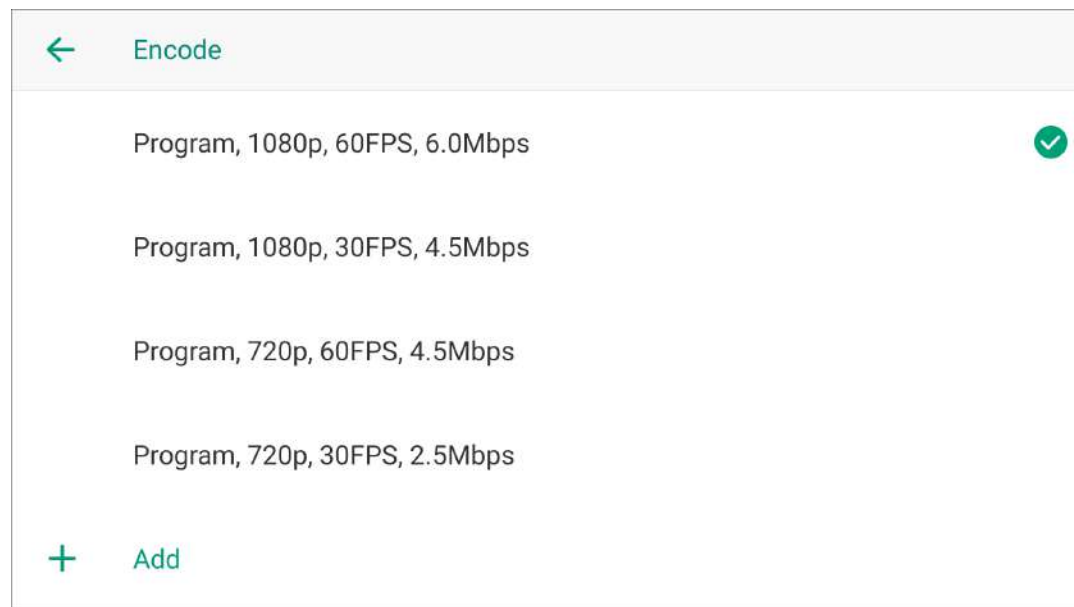 Encode
Program, 1080p, 60FPS, 6.0Mbps
Program, 1080p, 30FPS, 4.5Mbps
Program, 720p, 60FPS, 4.5Mbps
Program, 720p, 30FPS, 2.5Mbps
Add